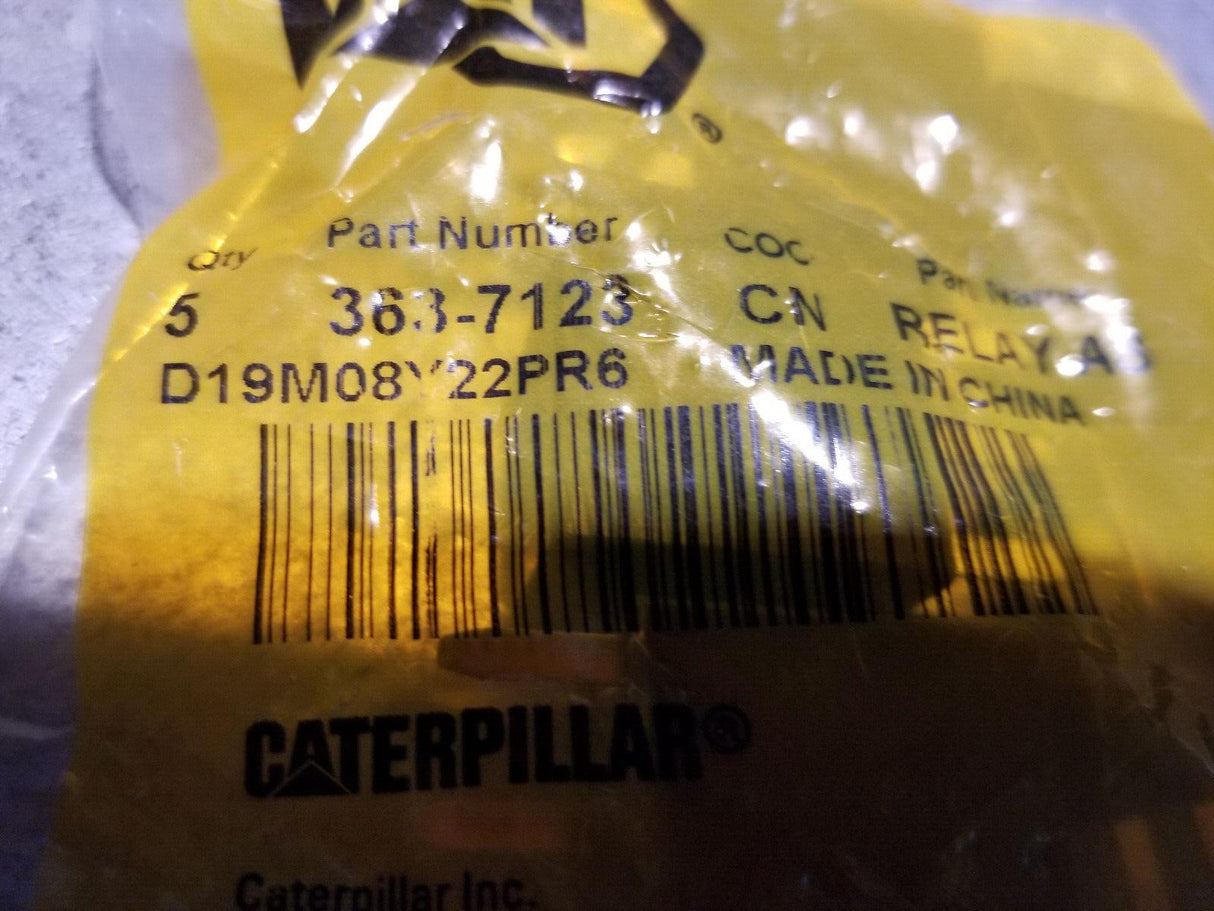 ®
Qty Part Number COC Part Name
5 363-7123 CN RELAY AS
D19M08Y22PR6 MADE IN CHINA
CATERPILLAR®
Caterpillar Inc.